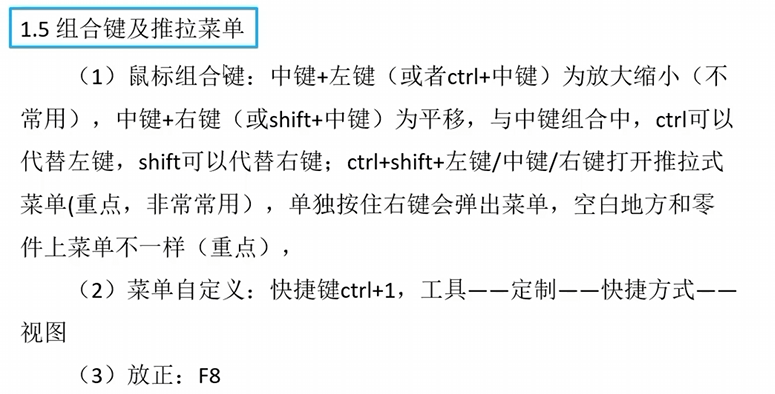 1.5 组合键及推拉菜单
（1）鼠标组合键：中键+左键（或者ctrl+中键）为放大缩小（不
常用），中键+右键（或shift+中键）为平移，与中键组合中，ctrl可以
代替左键，shift可以代替右键；ctrl+shift+左键/中键/右键打开推拉式
菜单(重点，非常常用），单独按住右键会弹出菜单，空白地方和零
件上菜单不一样（重点），
（2）菜单自定义：快捷键ctrl+1，工具——定制——快捷方式——
视图
（3）放正：F8